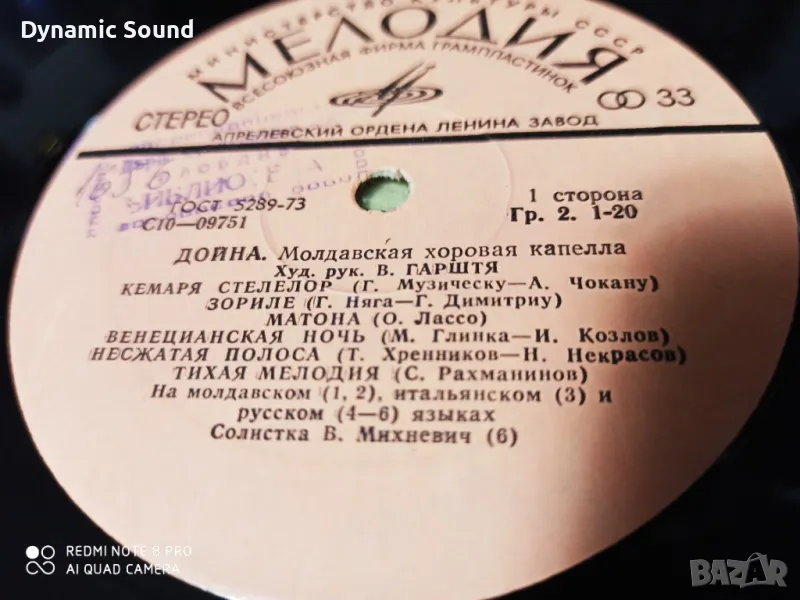 Dynamic Sound
МИНИСТЕРСТВО КУЛЬТУРЫ СССР
МЕЛОДИЯ
ВСЕСОЮЗНАЯ ФИРМА ГРАМПЛАСТИНОК
СТЕРЕО
33
АПРЕЛЕВСКИЙ ОРДЕНА ЛЕНИНА ЗАВОД
ГОСТ 5289-73
С10—09751
1 сторона
Гр. 2. 1-20
ДОЙНА. Молдавская хоровая капелла
Худ. рук. В. ГАРШТЯ
КЕМАРЯ СТЕЛЕЛОР (Г. Музическу—А. Чокану)
ЗОРИЛЕ (Г. Няга—Г. Димитриу)
МАТОНА (О. Лассо)
ВЕНЕЦИАНСКАЯ НОЧЬ (М. Глинка—И. Козлов)
НЕСЖАТАЯ ПОЛОСА (Т. Хренников—Н. Некрасов)
ТИХАЯ МЕЛОДИЯ (С. Рахманинов)
На молдавском (1, 2), итальянском (3) и
русском (4—6) языках
Солистка В. Михневич (6)
REDMI NOTE 8 PRO
AI QUAD CAMERA
BAZAR